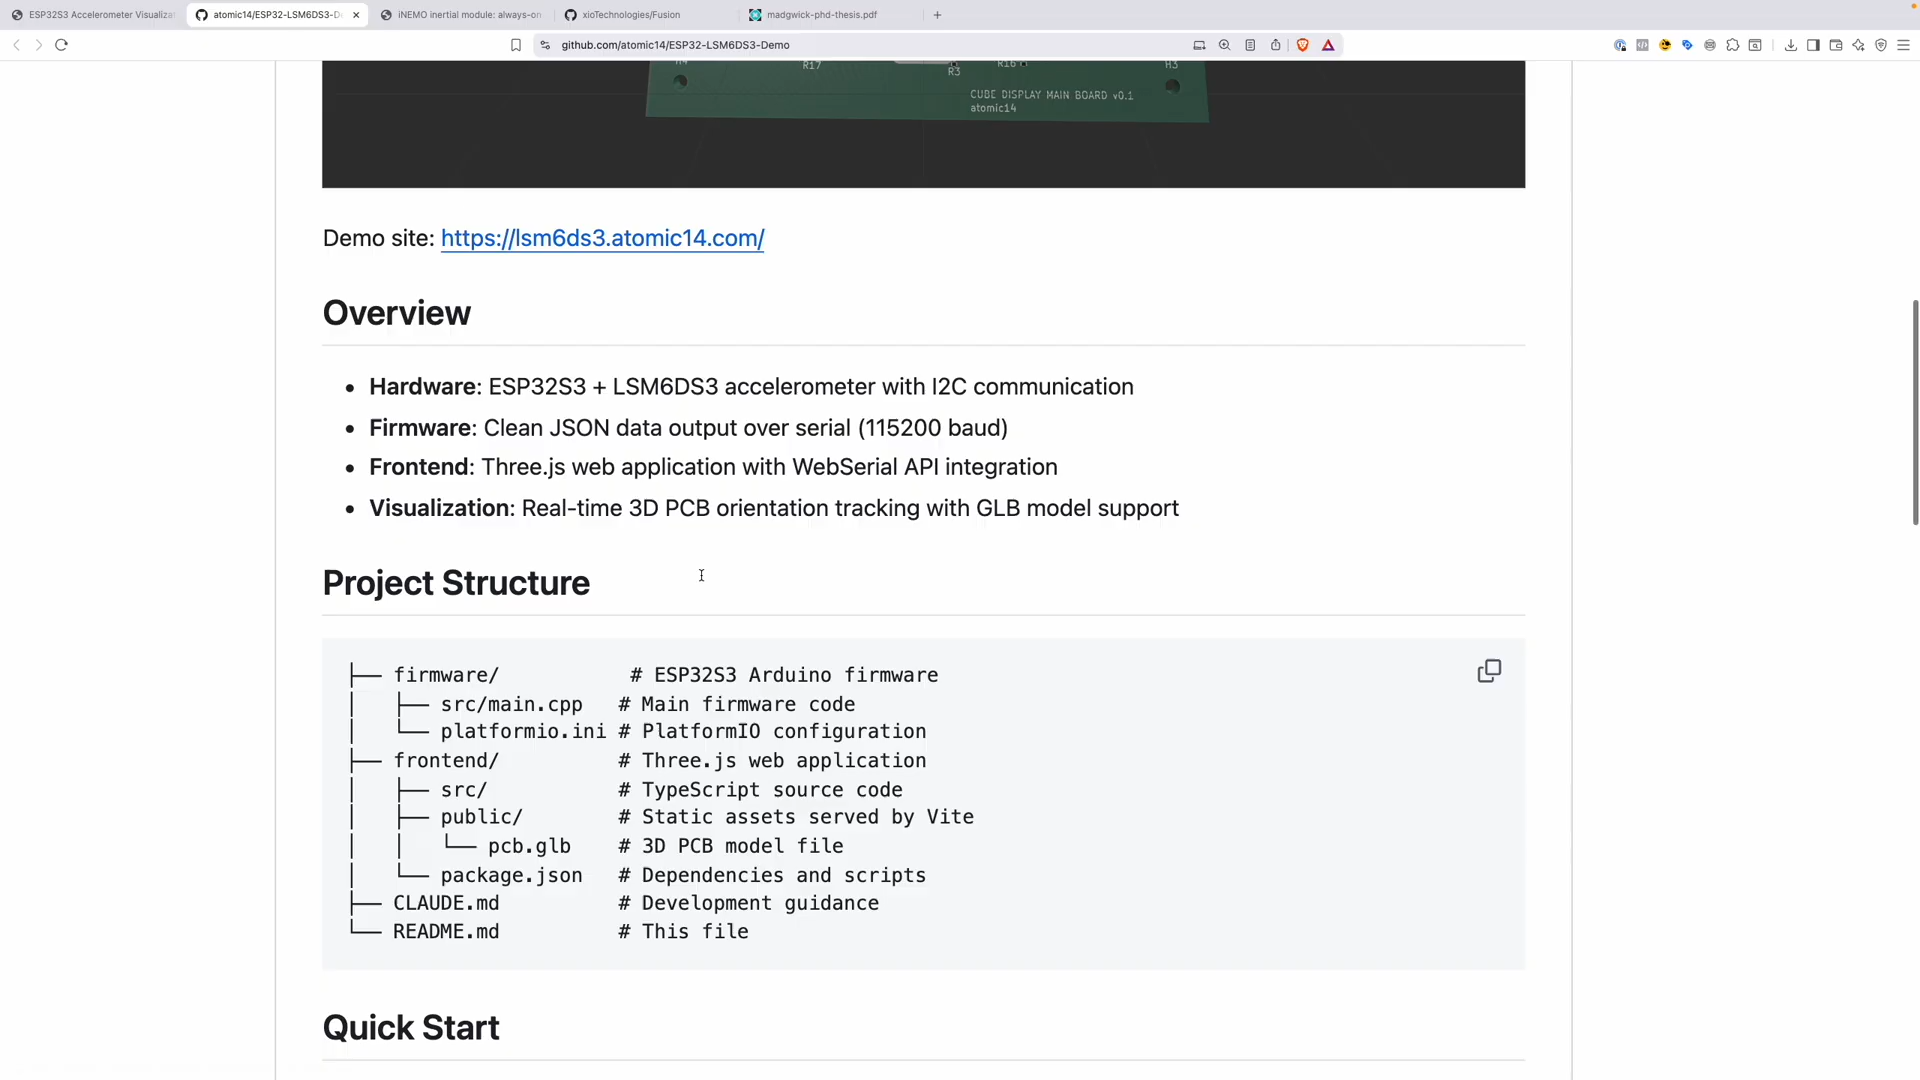 ESP32S3 Accelerometer Visualizat
atomic14/ESP32-LSM6DS3-De
iNEMO inertial module: always-on
xioTechnologies/Fusion
madgwick-phd-thesis.pdf
github.com/atomic14/ESP32-LSM6DS3-Demo
H4
R17
R3
R16
H3
CUBE DISPLAY MAIN BOARD v0.1
atomic14
Demo site: https://lsm6ds3.atomic14.com/
Overview
• Hardware: ESP32S3 + LSM6DS3 accelerometer with I2C communication
• Firmware: Clean JSON data output over serial (115200 baud)
• Frontend: Three.js web application with WebSerial API integration
• Visualization: Real-time 3D PCB orientation tracking with GLB model support
Project Structure
├── firmware/ # ESP32S3 Arduino firmware
│ ├── src/main.cpp # Main firmware code
│ └── platformio.ini # PlatformIO configuration
├── frontend/ # Three.js web application
│ ├── src/ # TypeScript source code
│ ├── public/ # Static assets served by Vite
│ │ └── pcb.glb # 3D PCB model file
│ └── package.json # Dependencies and scripts
├── CLAUDE.md # Development guidance
└── README.md # This file
Quick Start